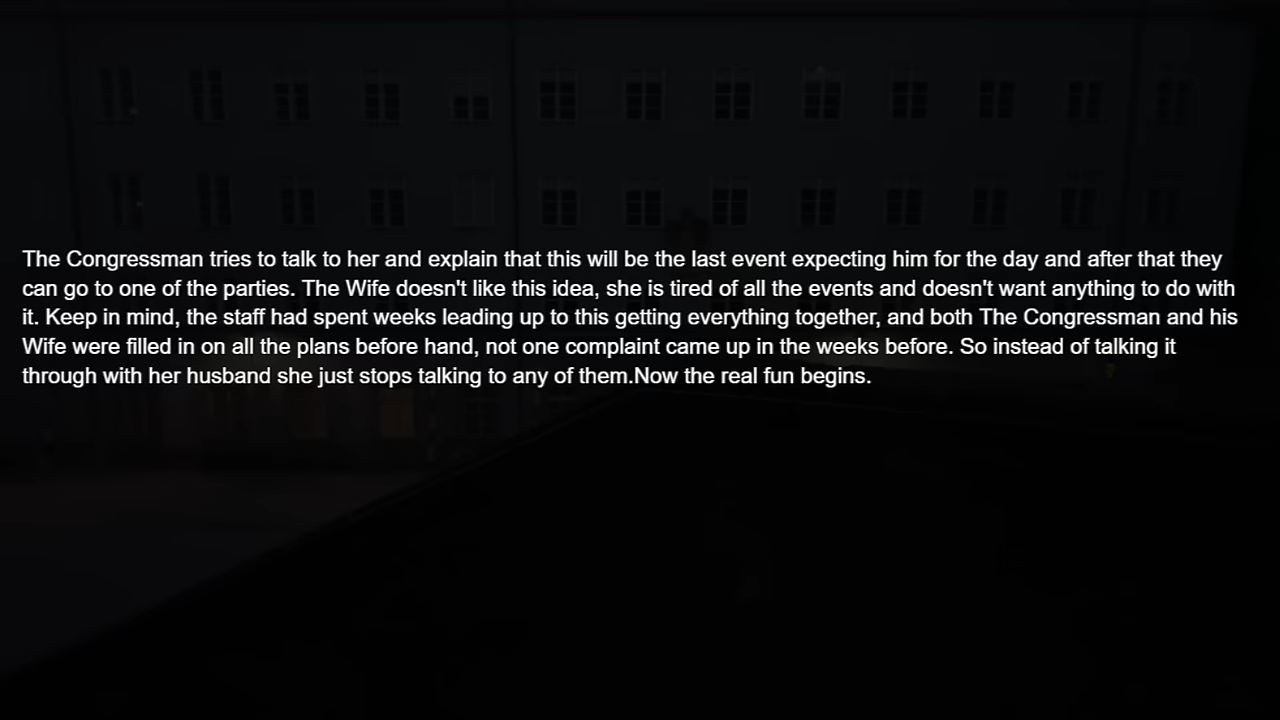 The Congressman tries to talk to her and explain that this will be the last event expecting him for the day and after that they
can go to one of the parties. The Wife doesn't like this idea, she is tired of all the events and doesn't want anything to do with
it. Keep in mind, the staff had spent weeks leading up to this getting everything together, and both The Congressman and his
Wife were filled in on all the plans before hand, not one complaint came up in the weeks before. So instead of talking it
through with her husband she just stops talking to any of them.Now the real fun begins.